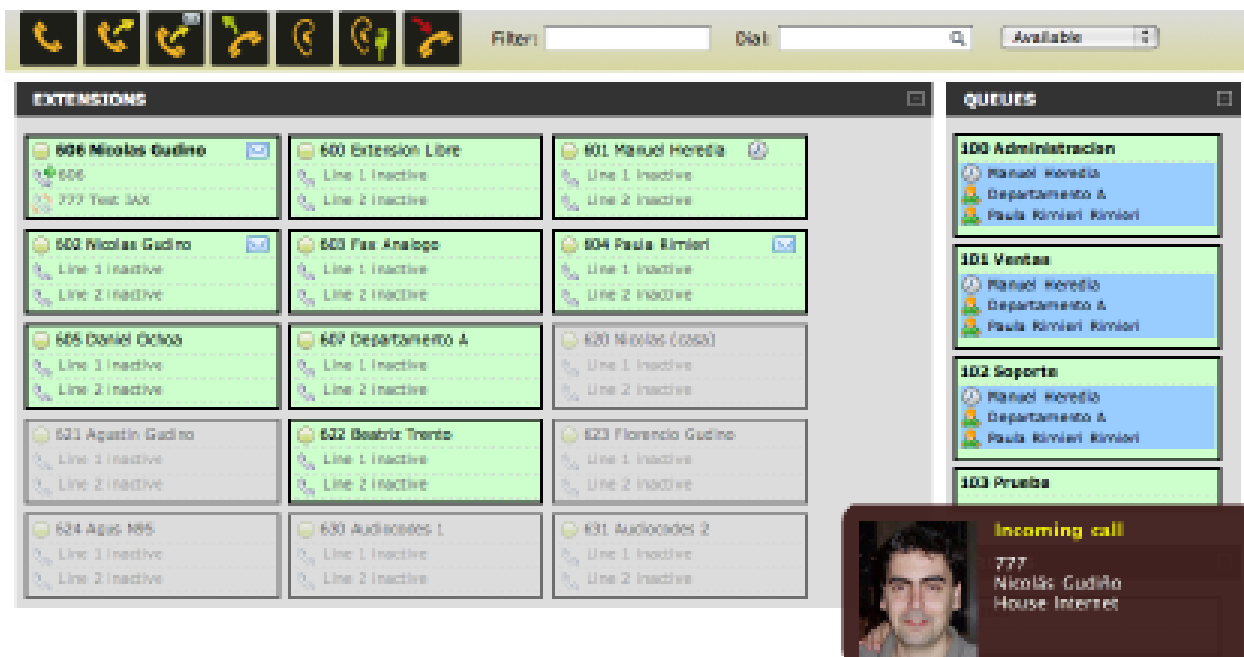 Filter:
Dial:
Available
EXTENSIONS
606 Nicolas Gudino
606
777 Test IAX
600 Extension Libre
Line 1 inactive
Line 2 inactive
601 Manuel Heredia
Line 1 inactive
Line 2 inactive
602 Nicolas Gudino
Line 1 inactive
Line 2 inactive
603 Fax Analogo
Line 1 inactive
Line 2 inactive
604 Paula Rimieri
Line 1 inactive
Line 2 inactive
605 Daniel Ochoa
Line 1 inactive
Line 2 inactive
607 Departamento A
Line 1 inactive
Line 2 inactive
620 Nicolas (casa)
Line 1 inactive
Line 2 inactive
621 Agustin Gudino
Line 1 inactive
Line 2 inactive
622 Beatriz Trento
Line 1 inactive
Line 2 inactive
623 Florencio Gudino
Line 1 inactive
Line 2 inactive
624 Agus N95
Line 1 inactive
Line 2 inactive
630 Audiocodes 1
Line 1 inactive
Line 2 inactive
631 Audiocodes 2
Line 1 inactive
Line 2 inactive
QUEUES
100 Administracion
Manuel Heredia
Departamento A
Paula Rimieri Rimieri
101 Ventas
Manuel Heredia
Departamento A
Paula Rimieri Rimieri
102 Soporte
Manuel Heredia
Departamento A
Paula Rimieri Rimieri
103 Prueba
Incoming call
777
Nicolás Gudiño
House Internet